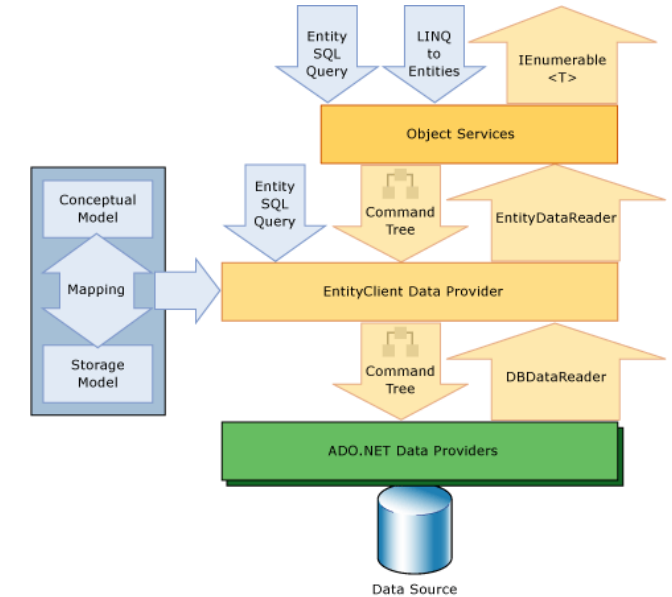 Entity
SQL
Query
LINQ
to
Entities
IEnumerable
<T>
Object Services
Entity
SQL
Query
Command
Tree
EntityDataReader
Conceptual
Model
Mapping
Storage
Model
EntityClient Data Provider
Command
Tree
DBDataReader
ADO.NET Data Providers
Data Source